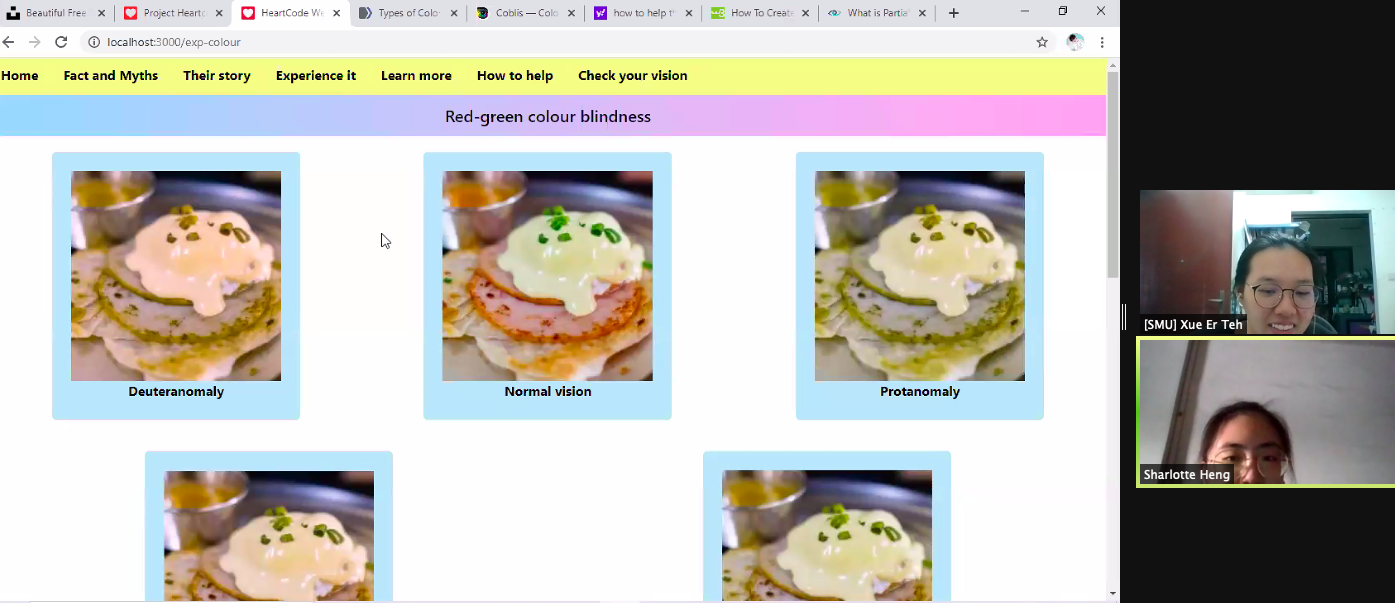 Beautiful Free
Project Heartc
HeartCode We
Types of Colo
Coblis — Colo
how to help t
How To Create
What is Partia
localhost:3000/exp-colour
Home Fact and Myths Their story Experience it Learn more How to help Check your vision
Red-green colour blindness
Deuteranomaly
Normal vision
Protanomaly
[SMU] Xue Er Teh
Sharlotte Heng